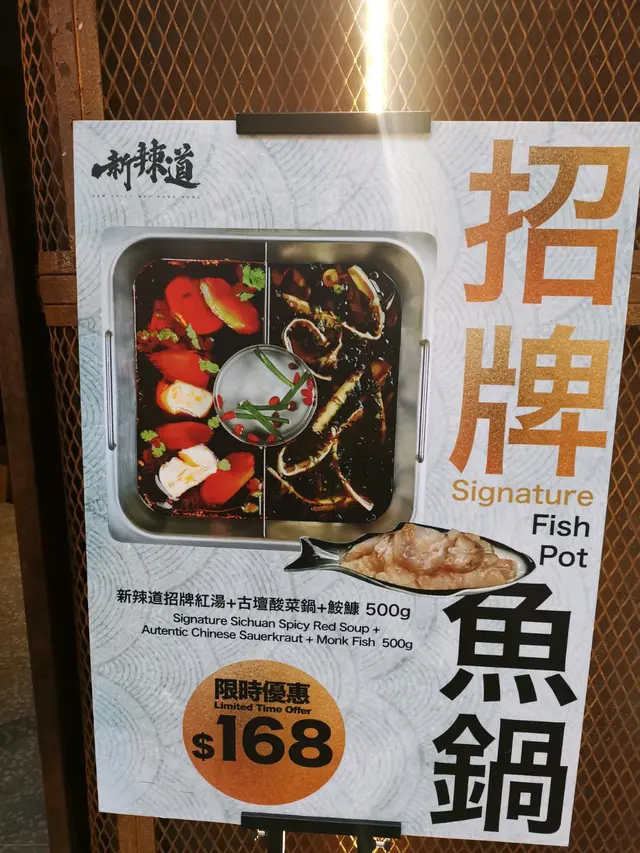 新辣道
招牌
Signature
Fish
Pot
魚鍋
新辣道招牌紅湯+古壇酸菜鍋+鮟鱇 500g
Signature Sichuan Spicy Red Soup +
Autentic Chinese Sauerkraut + Monk Fish 500g
限時優惠
Limited Time Offer
$168